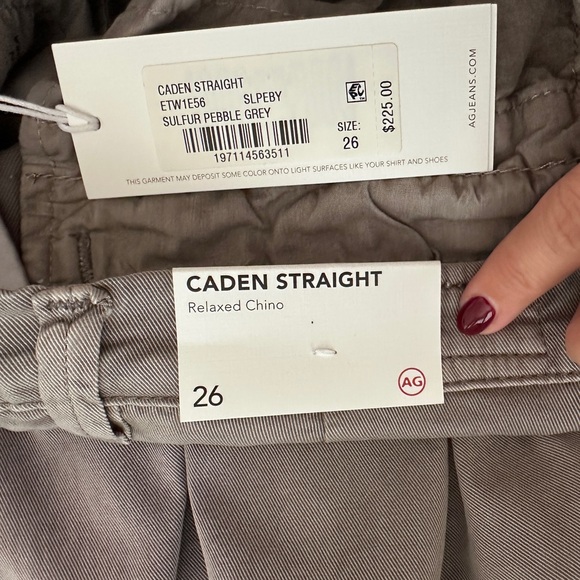 CADEN STRAIGHT
ETW1E56 SLPEBY
SULFUR PEBBLE GREY
197114563511
SIZE:
26
$225.00
AGJEANS.COM
THIS GARMENT MAY DEPOSIT SOME COLOR ONTO LIGHT SURFACES LIKE YOUR SHIRT AND SHOES
CADEN STRAIGHT
Relaxed Chino
26
AG